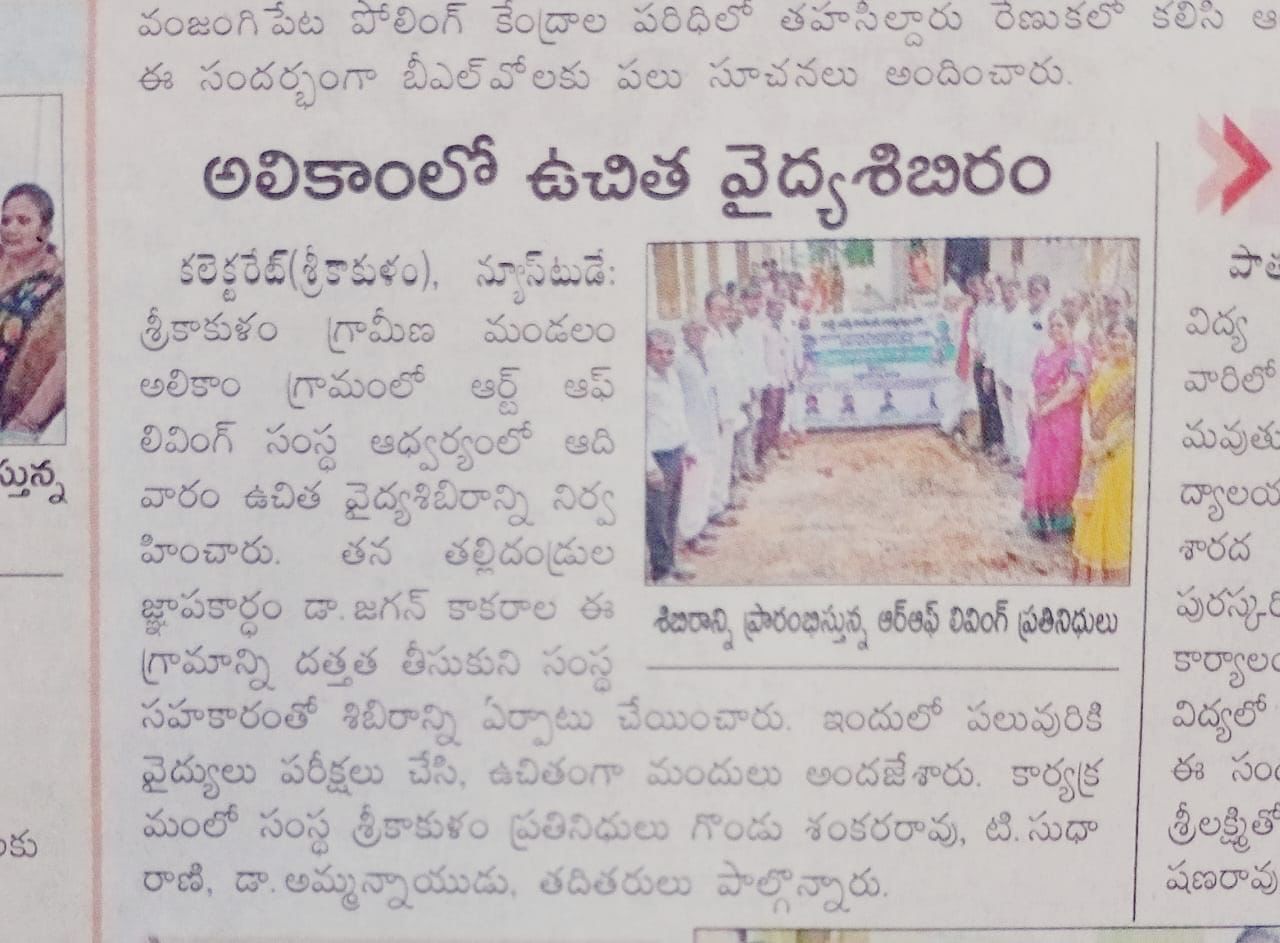 వంజంగిపేట పోలింగ్ కేంద్రాల పరిధిలో తహసీల్దారు రేణుకలో కలిసి ఆ
ఈ సందర్భంగా బీఎల్‌వోలకు పలు సూచనలు అందించారు.
అలికాంలో ఉచిత వైద్యశిబిరం
కలెక్టరేట్(శ్రీకాకుళం), న్యూస్‌టుడే:
శ్రీకాకుళం గ్రామీణ మండలం
అలికాం గ్రామంలో ఆర్ట్ ఆఫ్
లివింగ్ సంస్థ ఆధ్వర్యంలో ఆది
వారం ఉచిత వైద్యశిబిరాన్ని నిర్వ
హించారు. తన తల్లిదండ్రుల
జ్ఞాపకార్థం డా.జగన్ కాకరాల ఈ
గ్రామాన్ని దత్తత తీసుకుని సంస్థ
సహకారంతో శిబిరాన్ని ఏర్పాటు చేయించారు. ఇందులో పలువురికి
వైద్యులు పరీక్షలు చేసి, ఉచితంగా మందులు అందజేశారు. కార్యక్ర
మంలో సంస్థ శ్రీకాకుళం ప్రతినిధులు గొండు శంకరరావు, టి.సుధా
రాణి, డా.అమ్మన్నాయుడు, తదితరులు పాల్గొన్నారు.
శిబిరాన్ని ప్రారంభిస్తున్న ఆర్ఆఫ్ లివింగ్ ప్రతినిధులు
స్తున్న
ంకు
పాత
విద్య
వారిలో
మవుతు
ద్యాలయ
శారద
పురస్కరి
కార్యాలం
విద్యలో
ఈ సంద
శ్రీలక్ష్మితో
షణరావు